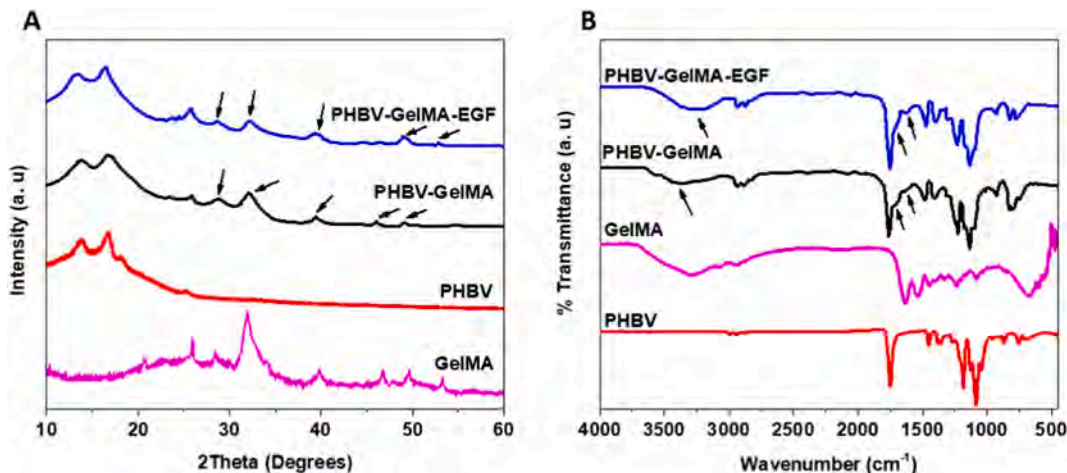 A
Intensity (a. u)
PHBV-GelMA-EGF
PHBV-GelMA
PHBV
GelMA
10 20 30 40 50 60
2Theta (Degrees)
B
% Transmittance (a. u)
PHBV-GelMA-EGF
PHBV-GelMA
GelMA
PHBV
4000 3500 3000 2500 2000 1500 1000 500
Wavenumber (cm⁻¹)